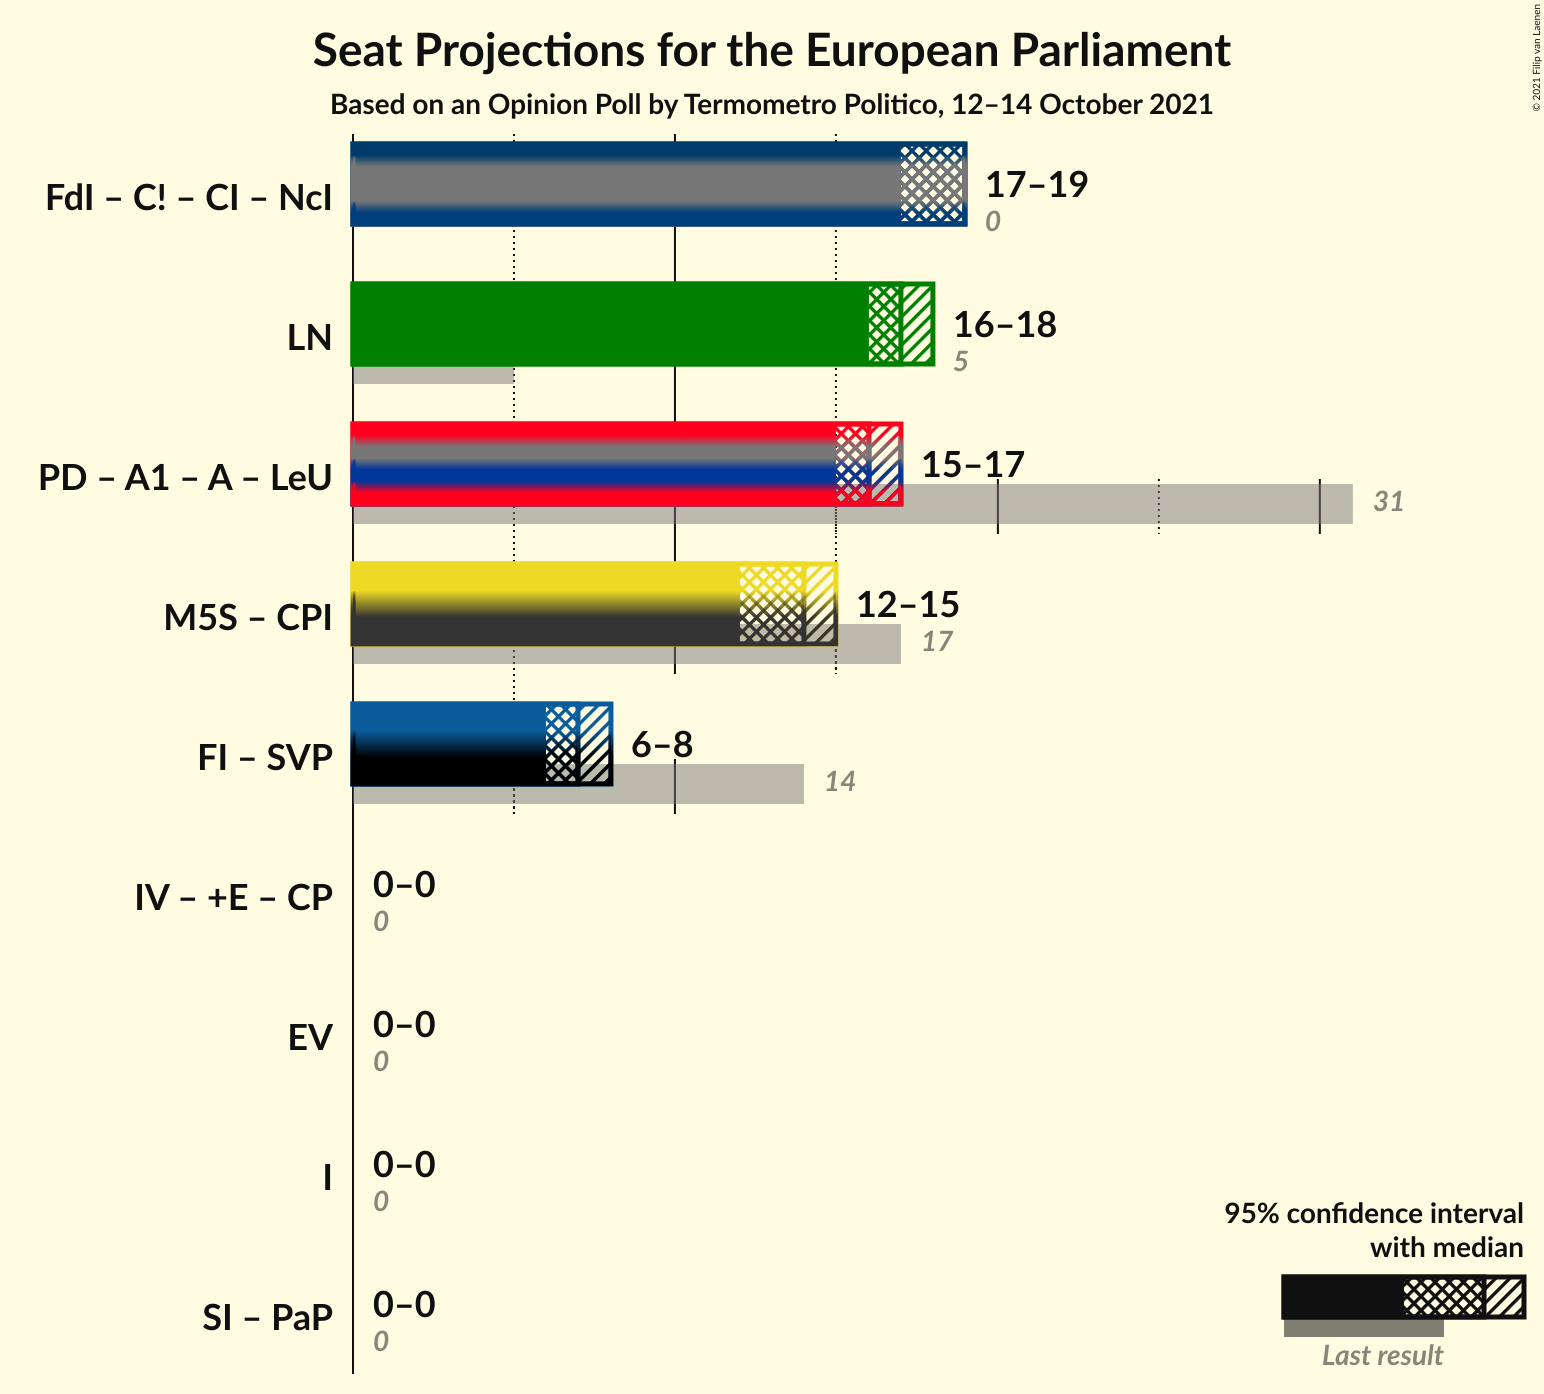 Seat Projections for the European Parliament
Based on an Opinion Poll by Termometro Politico, 12–14 October 2021
© 2021 Filip van Laenen
FdI – C! – CI – NcI
17–19
0
LN
16–18
5
PD – A1 – A – LeU
15–17
31
M5S – CPI
12–15
17
FI – SVP
6–8
14
IV – +E – CP
0–0
0
EV
0–0
0
I
0–0
0
SI – PaP
0–0
0
95% confidence interval
with median
Last result